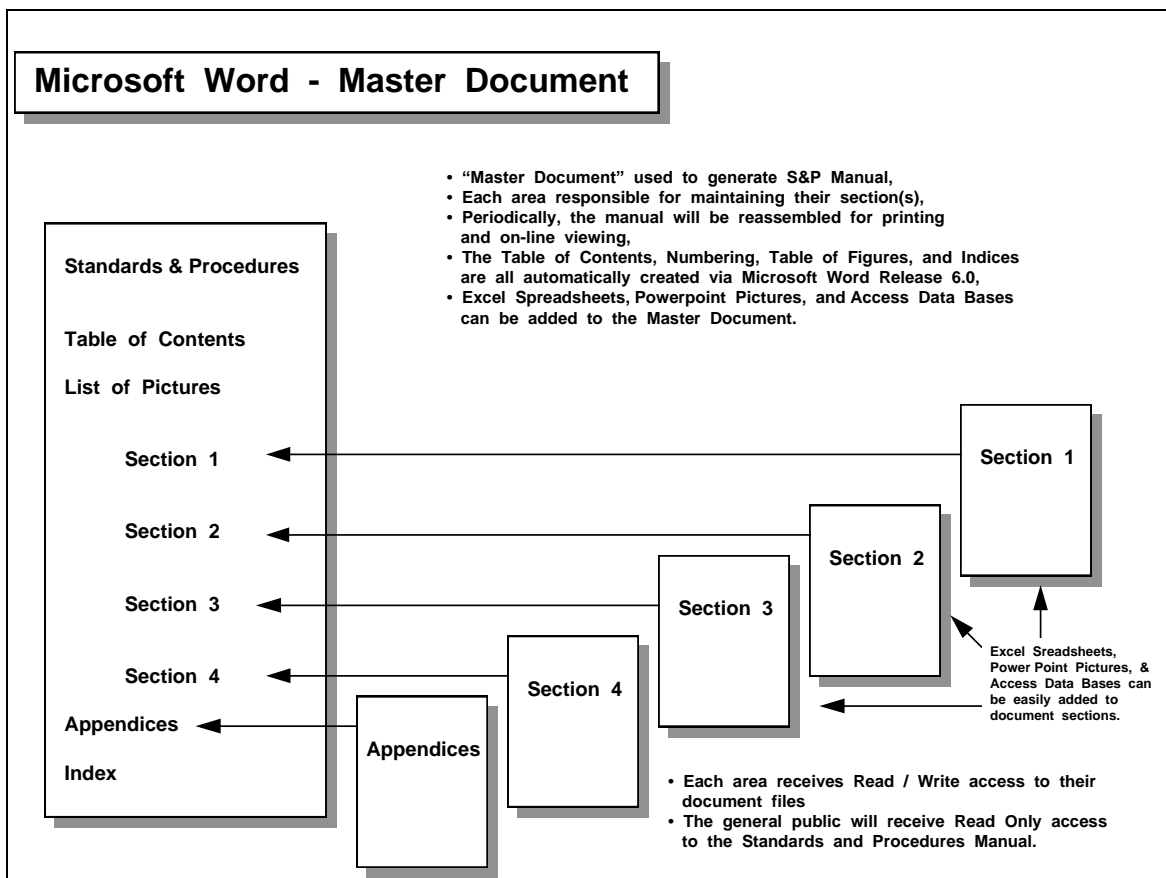 Microsoft Word - Master Document
• “Master Document” used to generate S&P Manual,
• Each area responsible for maintaining their section(s),
• Periodically, the manual will be reassembled for printing
and on-line viewing,
• The Table of Contents, Numbering, Table of Figures, and Indices
are all automatically created via Microsoft Word Release 6.0,
• Excel Spreadsheets, Powerpoint Pictures, and Access Data Bases
can be added to the Master Document.
Standards & Procedures
Table of Contents
List of Pictures
Section 1
Section 2
Section 3
Section 4
Appendices
Index
Section 1
Section 2
Section 3
Section 4
Appendices
Excel Sreadsheets,
Power Point Pictures, &
Access Data Bases can
be easily added to
document sections.
• Each area receives Read / Write access to their
document files
• The general public will receive Read Only access
to the Standards and Procedures Manual.